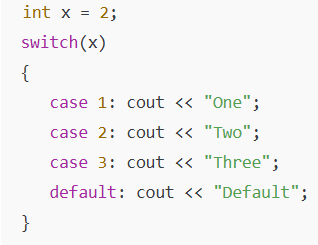 int x = 2;
switch(x)
{
case 1: cout << "One";
case 2: cout << "Two";
case 3: cout << "Three";
default: cout << "Default";
}